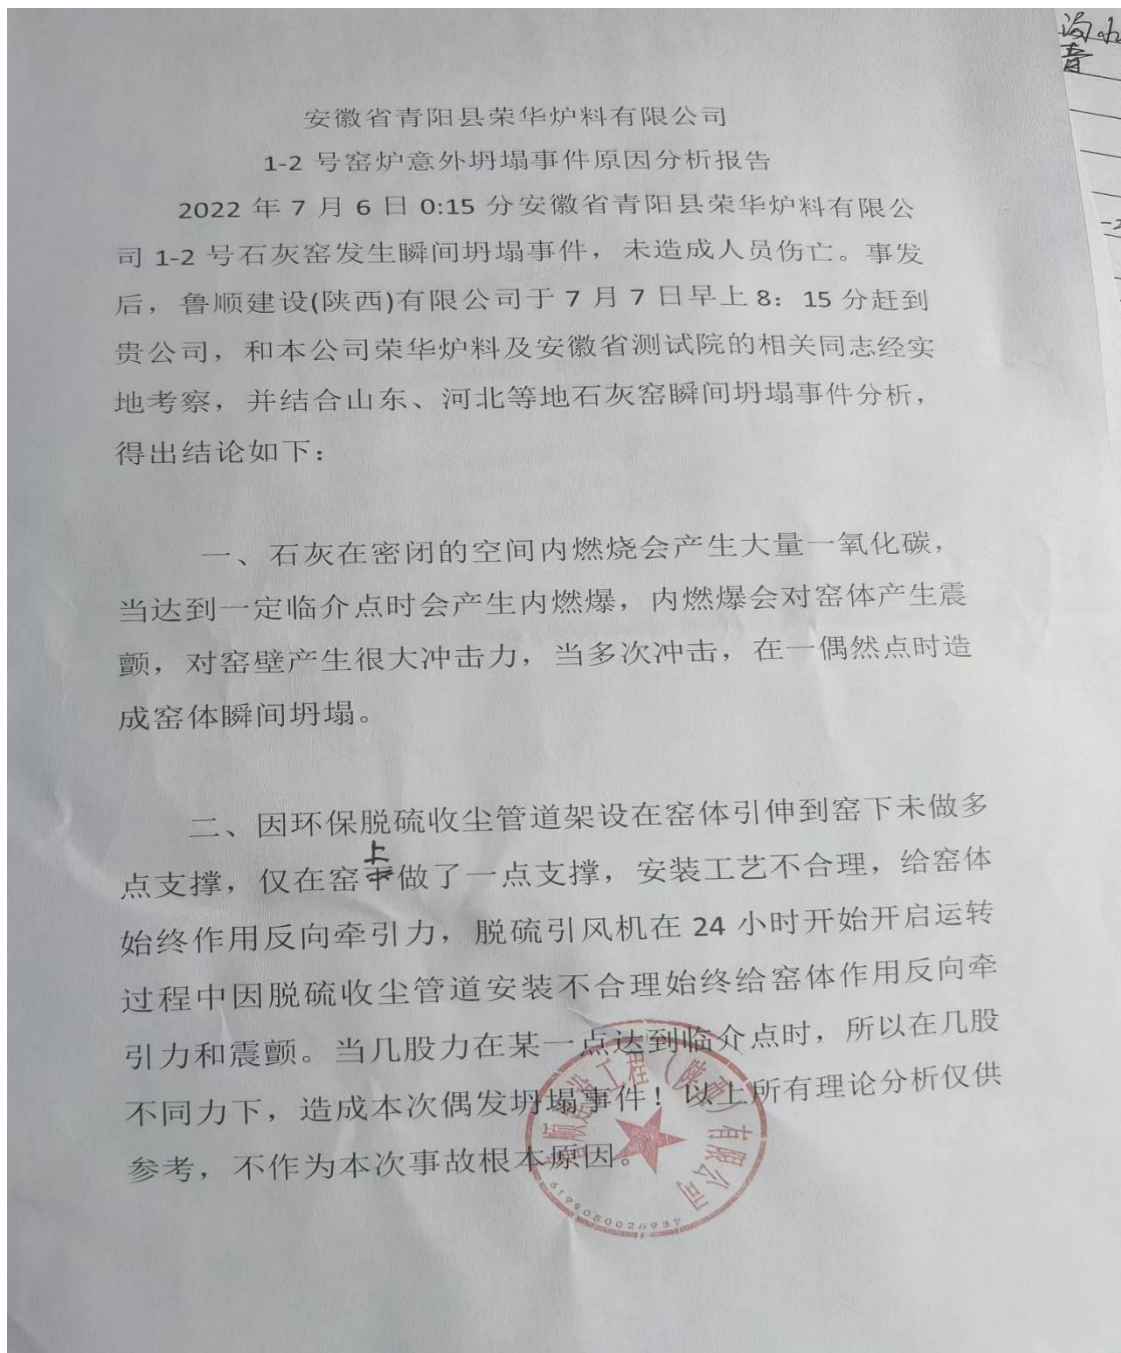 安徽省青阳县荣华炉料有限公司
1-2 号窑炉意外坍塌事件原因分析报告
2022 年 7 月 6 日 0:15 分安徽省青阳县荣华炉料有限公
司 1-2 号石灰窑发生瞬间坍塌事件，未造成人员伤亡。事发
后，鲁顺建设(陕西)有限公司于 7 月 7 日早上 8：15 分赶到
贵公司，和本公司荣华炉料及安徽省测试院的相关同志经实
地考察，并结合山东、河北等地石灰窑瞬间坍塌事件分析，
得出结论如下：
一、石灰在密闭的空间内燃烧会产生大量一氧化碳，
当达到一定临介点时会产生内燃爆，内燃爆会对窑体产生震
颤，对窑壁产生很大冲击力，当多次冲击，在一偶然点时造
成窑体瞬间坍塌。
二、因环保脱硫收尘管道架设在窑体引伸到窑下未做多
上
点支撑，仅在窑下做了一点支撑，安装工艺不合理，给窑体
始终作用反向牵引力，脱硫引风机在 24 小时开始开启运转
过程中因脱硫收尘管道安装不合理始终给窑体作用反向牵
引力和震颤。当几股力在某一点达到临介点时，所以在几股
不同力下，造成本次偶发坍塌事件！以上所有理论分析仅供
参考，不作为本次事故根本原因。
顺建设工程（陕西）有限公司
青